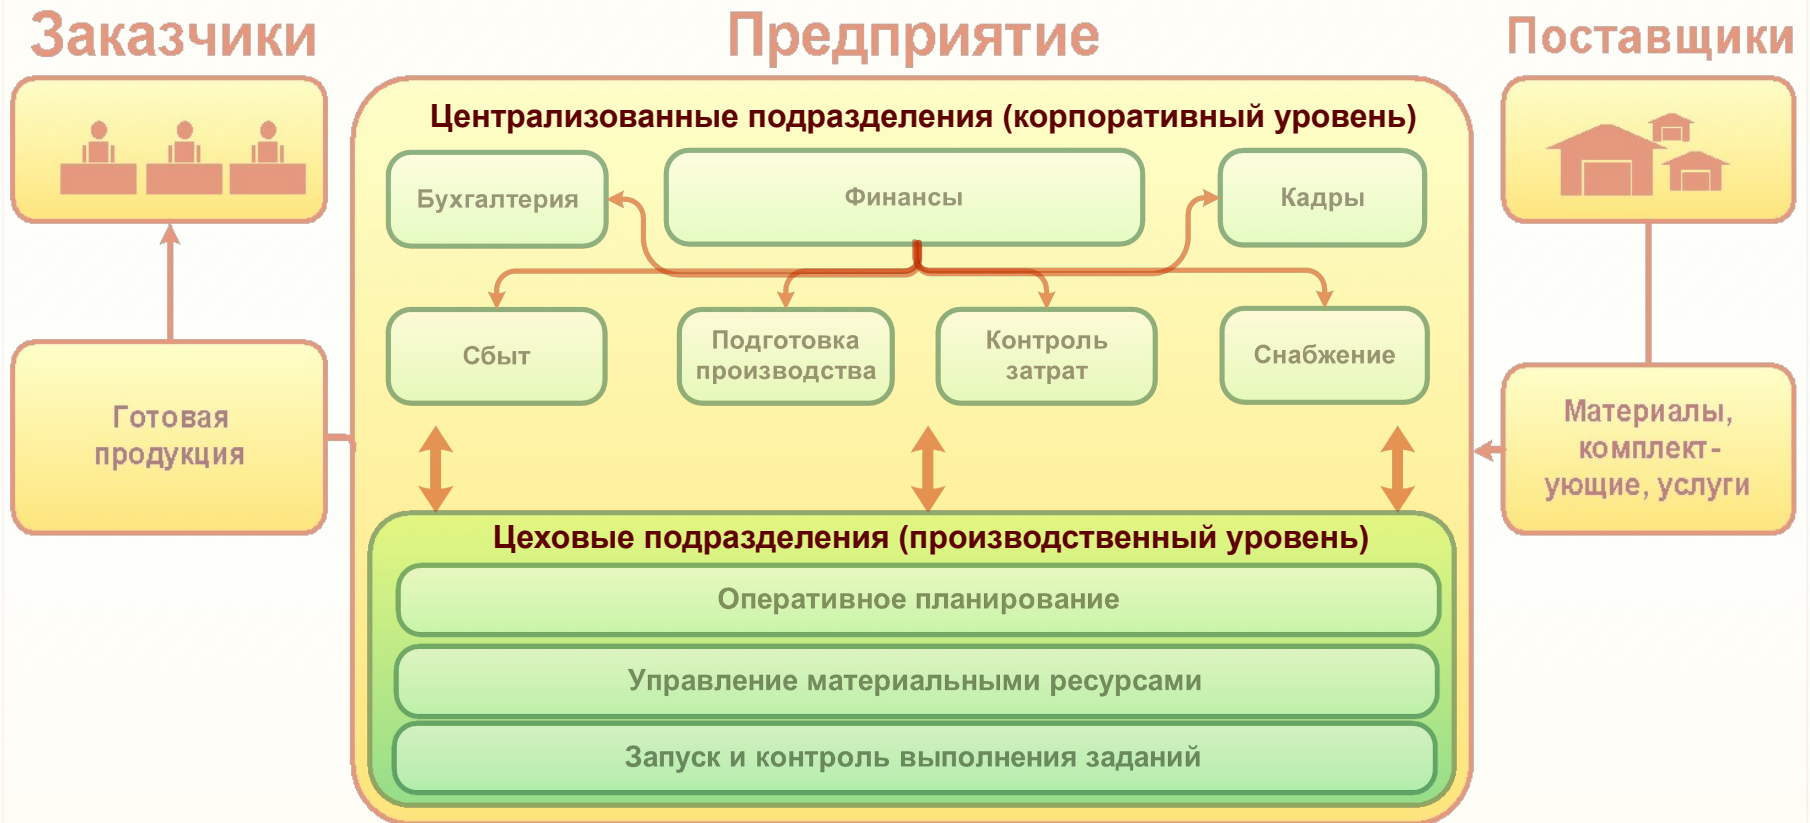 Заказчики
Предприятие
Поставщики
Централизованные подразделения (корпоративный уровень)
Бухгалтерия
Финансы
Кадры
Сбыт
Подготовка
производства
Контроль
затрат
Снабжение
Готовая
продукция
Материалы,
комплект-
ующие, услуги
Цеховые подразделения (производственный уровень)
Оперативное планирование
Управление материальными ресурсами
Запуск и контроль выполнения заданий